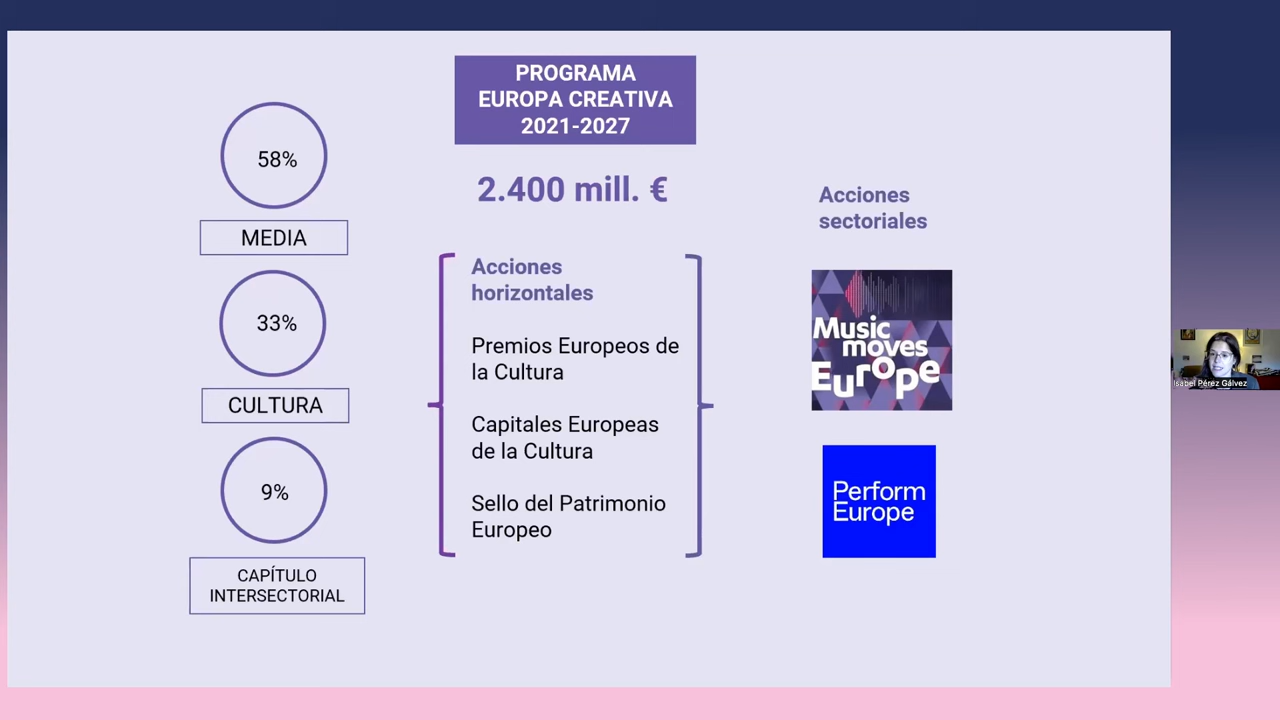 PROGRAMA
EUROPA CREATIVA
2021-2027
2.400 mill. €
58%
MEDIA
33%
CULTURA
9%
CAPÍTULO
INTERSECTORIAL
Acciones
horizontales
Premios Europeos de
la Cultura
Capitales Europeas
de la Cultura
Sello del Patrimonio
Europeo
Acciones
sectoriales
Music
moves
Europe
Perform
Europe
Isabel Pérez Gálvez